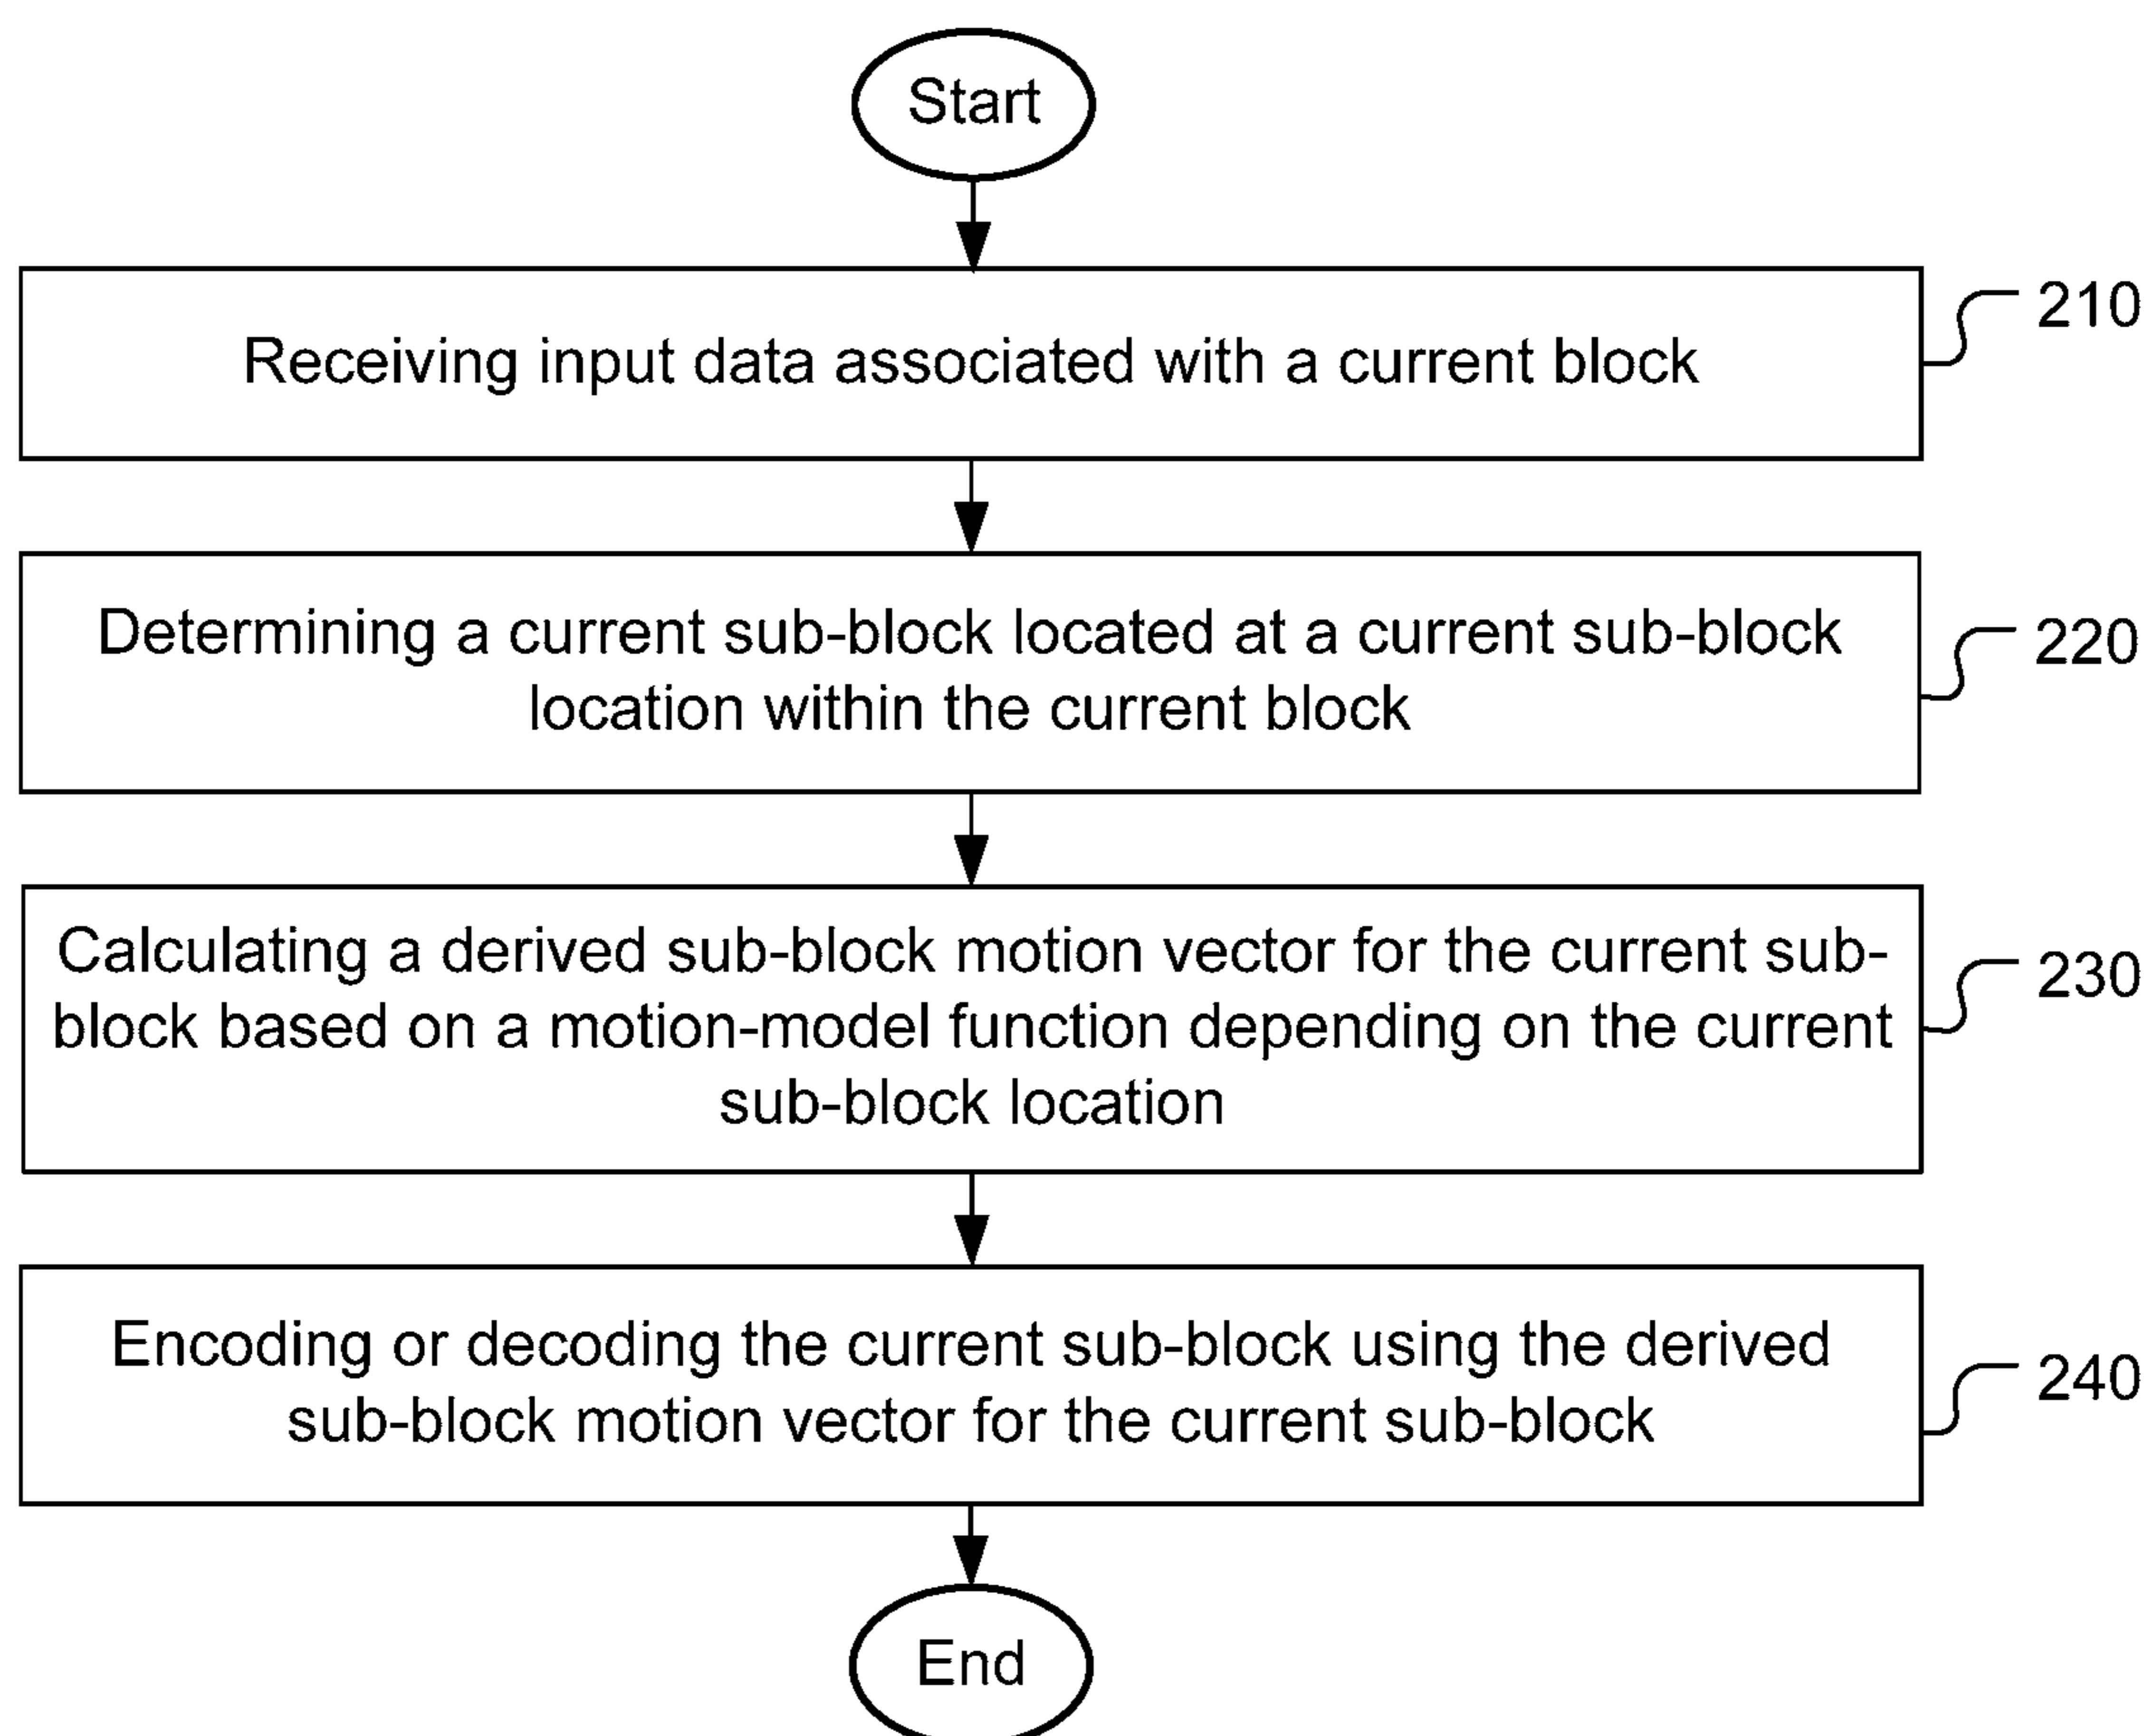 Start
Receiving input data associated with a current block
210
Determining a current sub-block located at a current sub-block
location within the current block
220
Calculating a derived sub-block motion vector for the current sub-
block based on a motion-model function depending on the current
sub-block location
230
Encoding or decoding the current sub-block using the derived
sub-block motion vector for the current sub-block
240
End